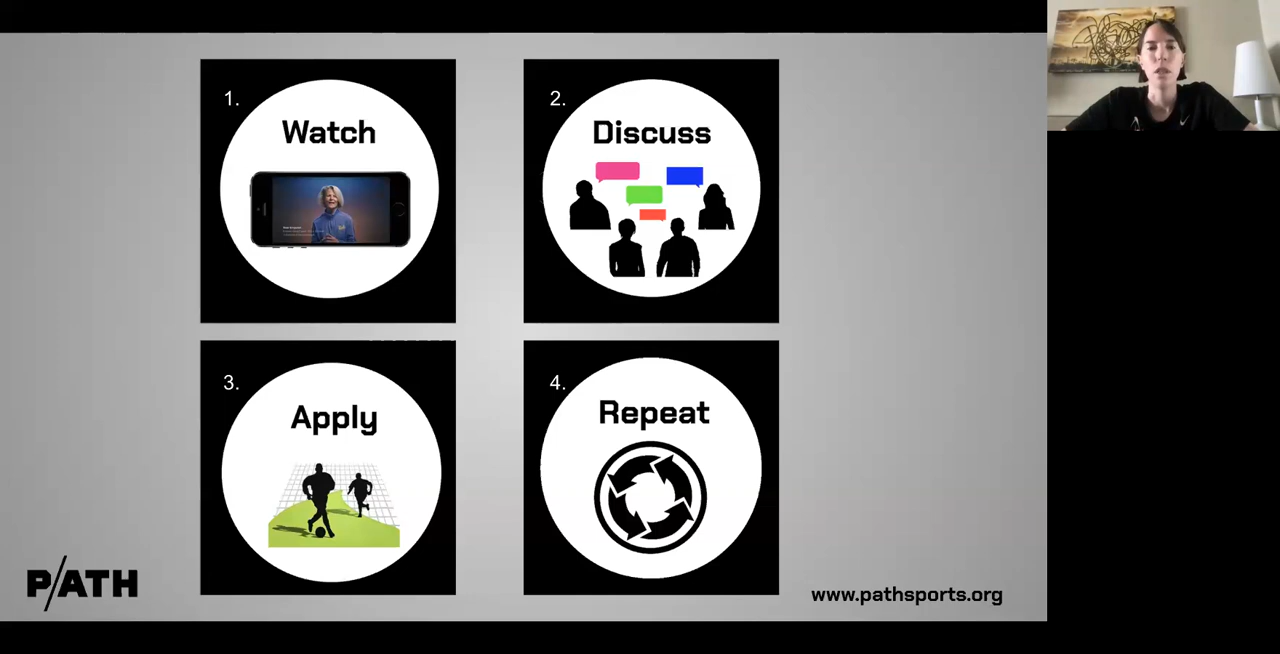 1.
Watch
2.
Discuss
3.
Apply
4.
Repeat
P/ATH
www.pathsports.org